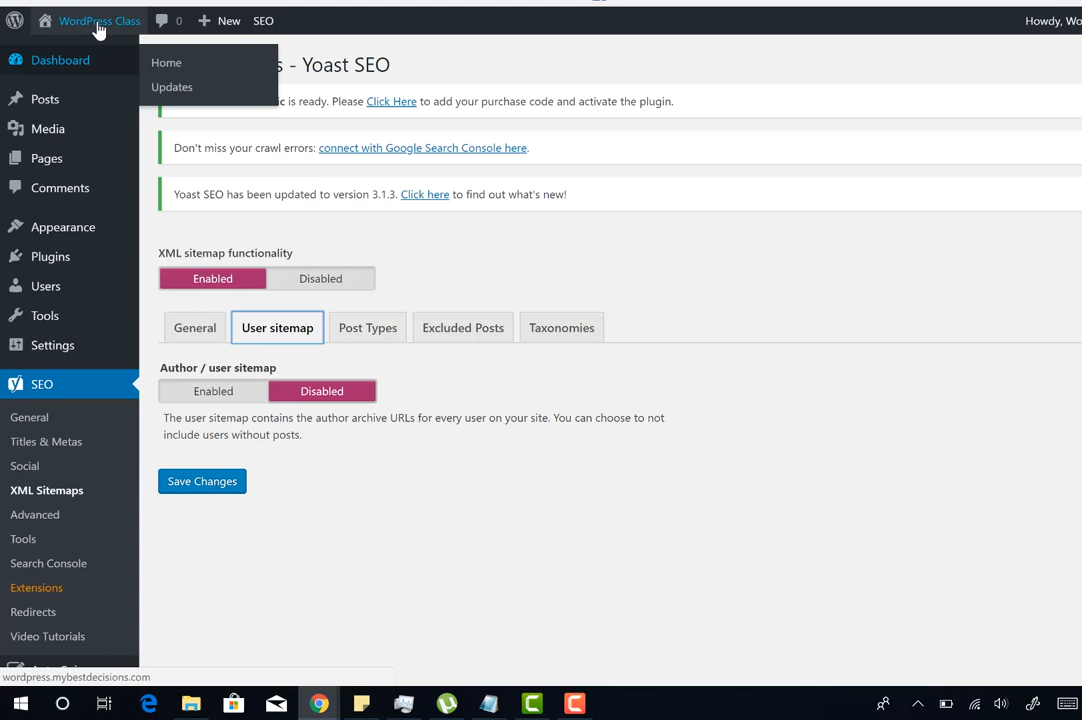 WordPress Class 0 New SEO
Howdy, Wo
Dashboard
Home
Updates
Posts
Media
Pages
Comments
Appearance
Plugins
Users
Tools
Settings
SEO
General
Titles & Metas
Social
XML Sitemaps
Advanced
Tools
Search Console
Extensions
Redirects
Video Tutorials
s - Yoast SEO
ic is ready. Please Click Here to add your purchase code and activate the plugin.
Don't miss your crawl errors: connect with Google Search Console here.
Yoast SEO has been updated to version 3.1.3. Click here to find out what's new!
XML sitemap functionality
Enabled Disabled
General User sitemap Post Types Excluded Posts Taxonomies
Author / user sitemap
Enabled Disabled
The user sitemap contains the author archive URLs for every user on your site. You can choose to not
include users without posts.
Save Changes
wordpress.mybestdecisions.com